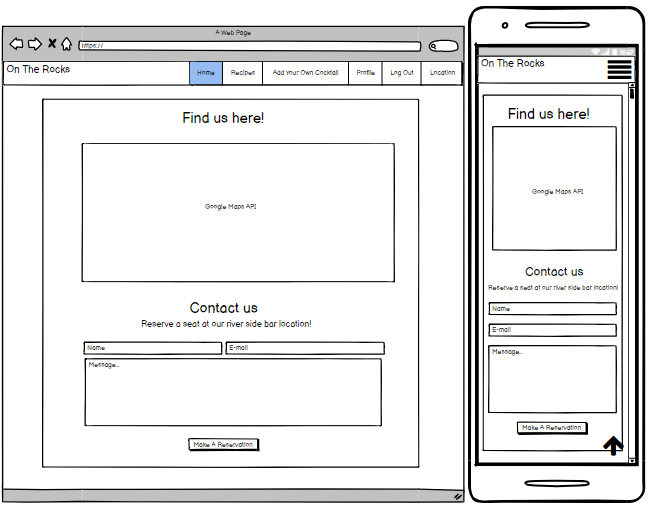 A Web Page
https://
On The Rocks
Home Recipes Add Your Own Cocktail Profile Log Out Location
Find us here!
Google Maps API
Contact us
Reserve a seat at our river side bar location!
Name E-mail
Message...
Make A Reservation
On The Rocks
Find us here!
Google Maps API
Contact us
Reserve a seat at our river side bar location!
Name
E-mail
Message...
Make A Reservation